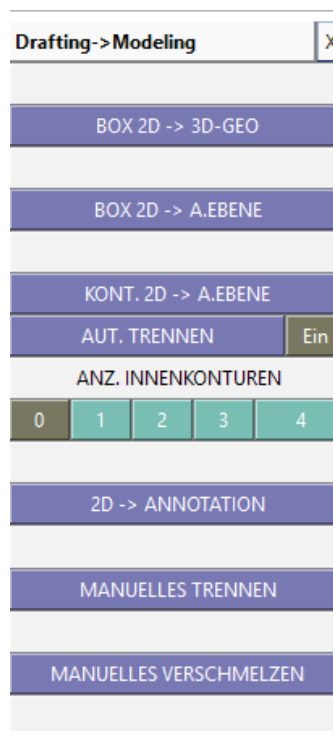 Drafting->Modeling X
BOX 2D -> 3D-GEO
BOX 2D -> A.EBENE
KONT. 2D -> A.EBENE
AUT. TRENNEN Ein
ANZ. INNENKONTUREN
0 1 2 3 4
2D -> ANNOTATION
MANUELLES TRENNEN
MANUELLES VERSCHMELZEN